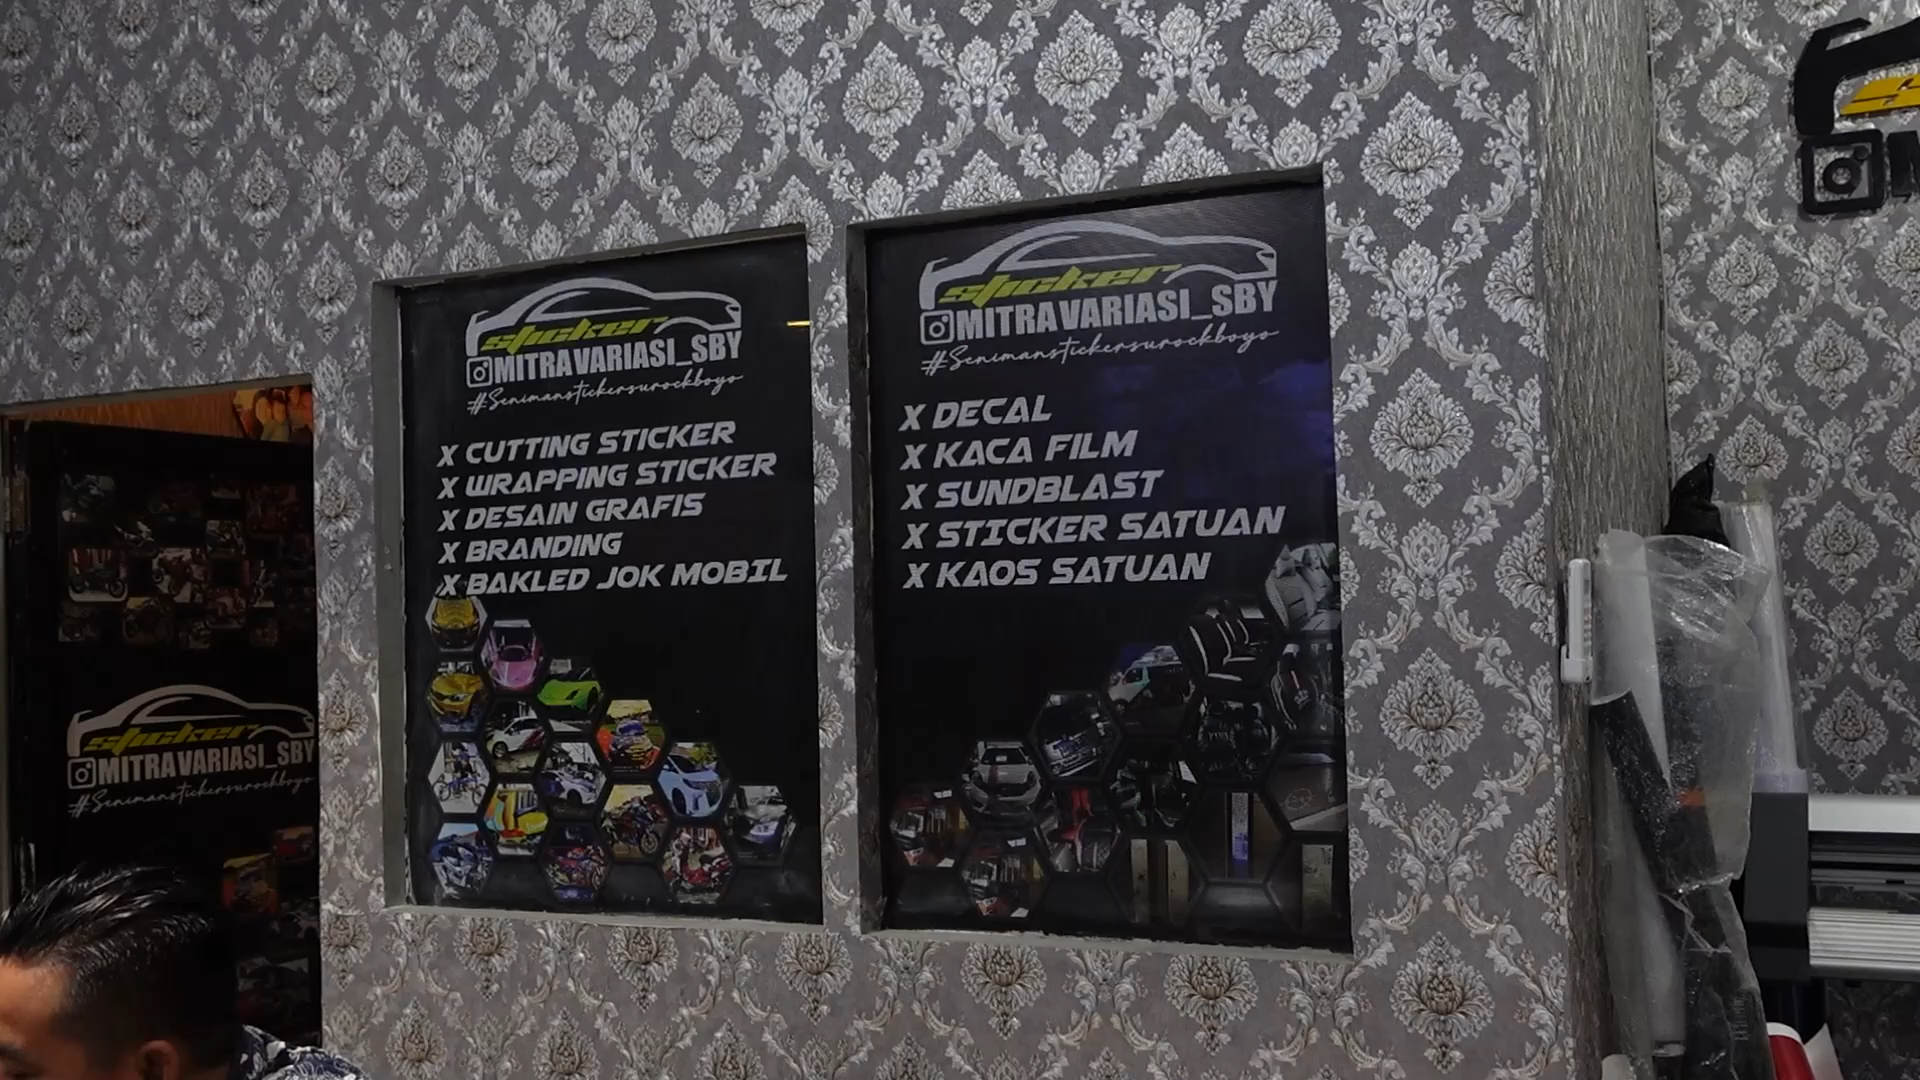 sticker
MITRAVARIASI_SBY
#Senimanstickersurockboyo
X CUTTING STICKER
X WRAPPING STICKER
X DESAIN GRAFIS
X BRANDING
X BAKLED JOK MOBIL
sticker
MITRAVARIASI_SBY
#Senimanstickersurockboyo
X DECAL
X KACA FILM
X SUNDBLAST
X STICKER SATUAN
X KAOS SATUAN
sticker
MITRAVARIASI_SBY
#Senimanstickersurockboyo